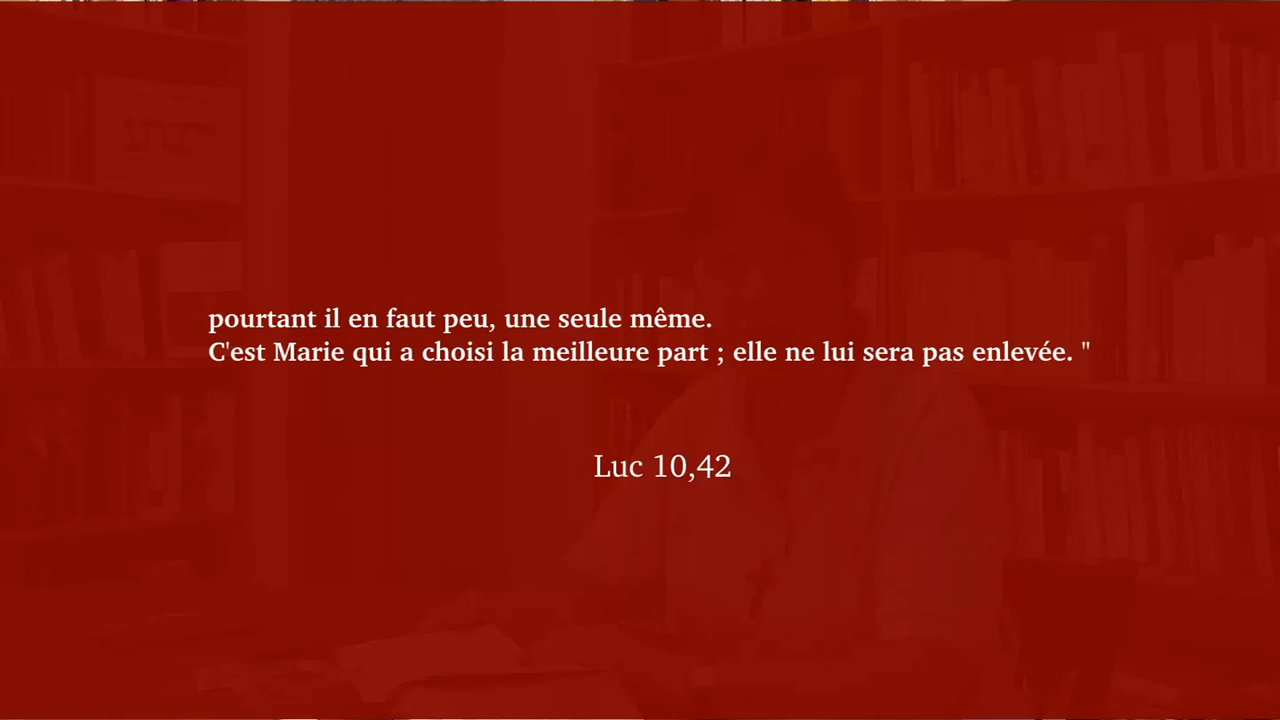 pourtant il en faut peu, une seule même.
C'est Marie qui a choisi la meilleure part ; elle ne lui sera pas enlevée. "
Luc 10,42